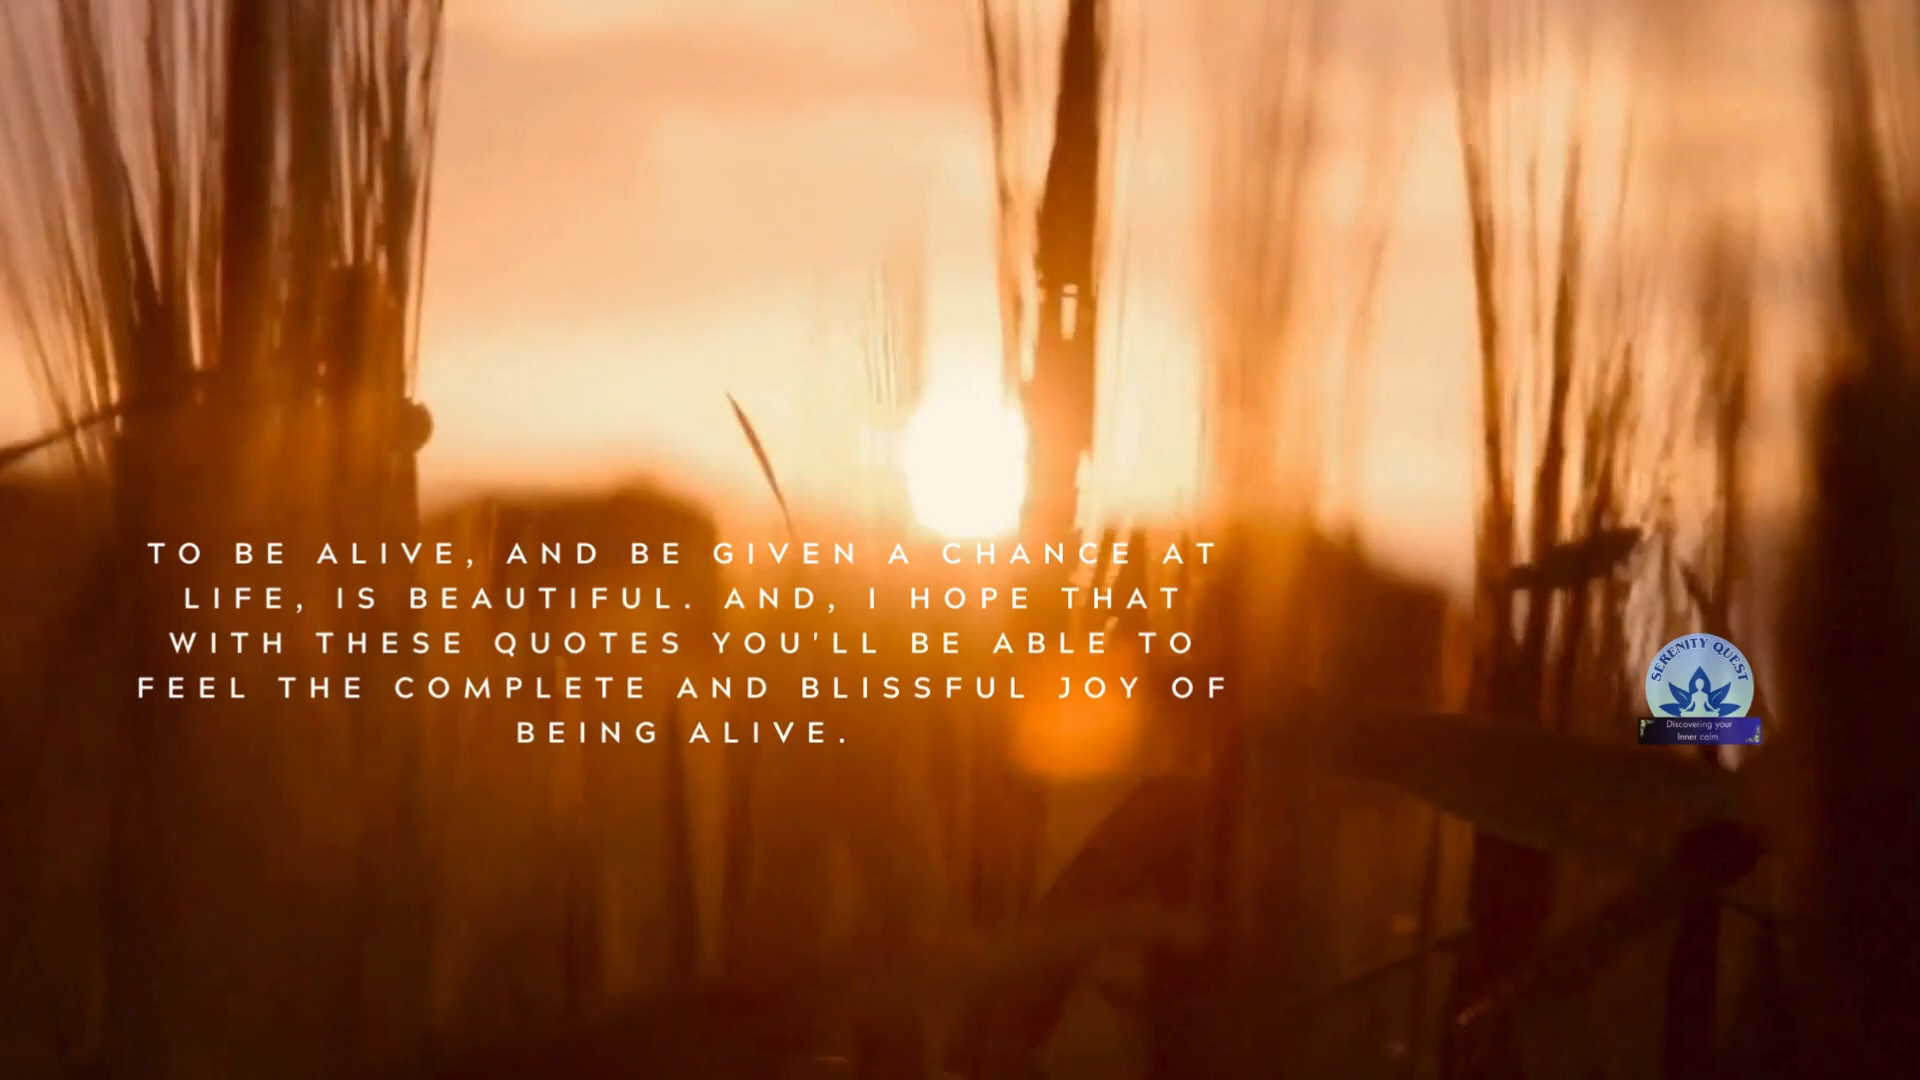 TO BE ALIVE, AND BE GIVEN A CHANCE AT
LIFE, IS BEAUTIFUL. AND, I HOPE THAT
WITH THESE QUOTES YOU'LL BE ABLE TO
FEEL THE COMPLETE AND BLISSFUL JOY OF
BEING ALIVE.
SERENITY QUEST
Discovering your
Inner calm.